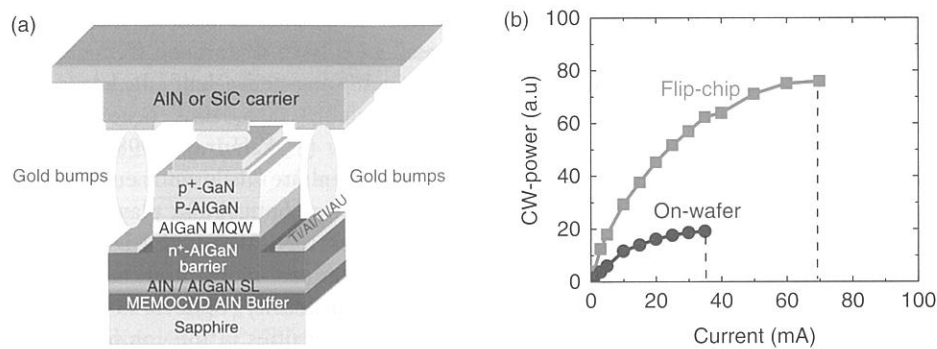 (a)
AlN or SiC carrier
Gold bumps
Gold bumps
p+-GaN
P-AlGaN
AlGaN MQW
Ti/Al/Ti/AU
n+-AlGaN
barrier
AlN / AlGaN SL
MEMOCVD AlN Buffer
Sapphire
(b)
CW-power (a.u)
100
80
60
40
20
0
Flip-chip
On-wafer
0
20
40
60
80
100
Current (mA)